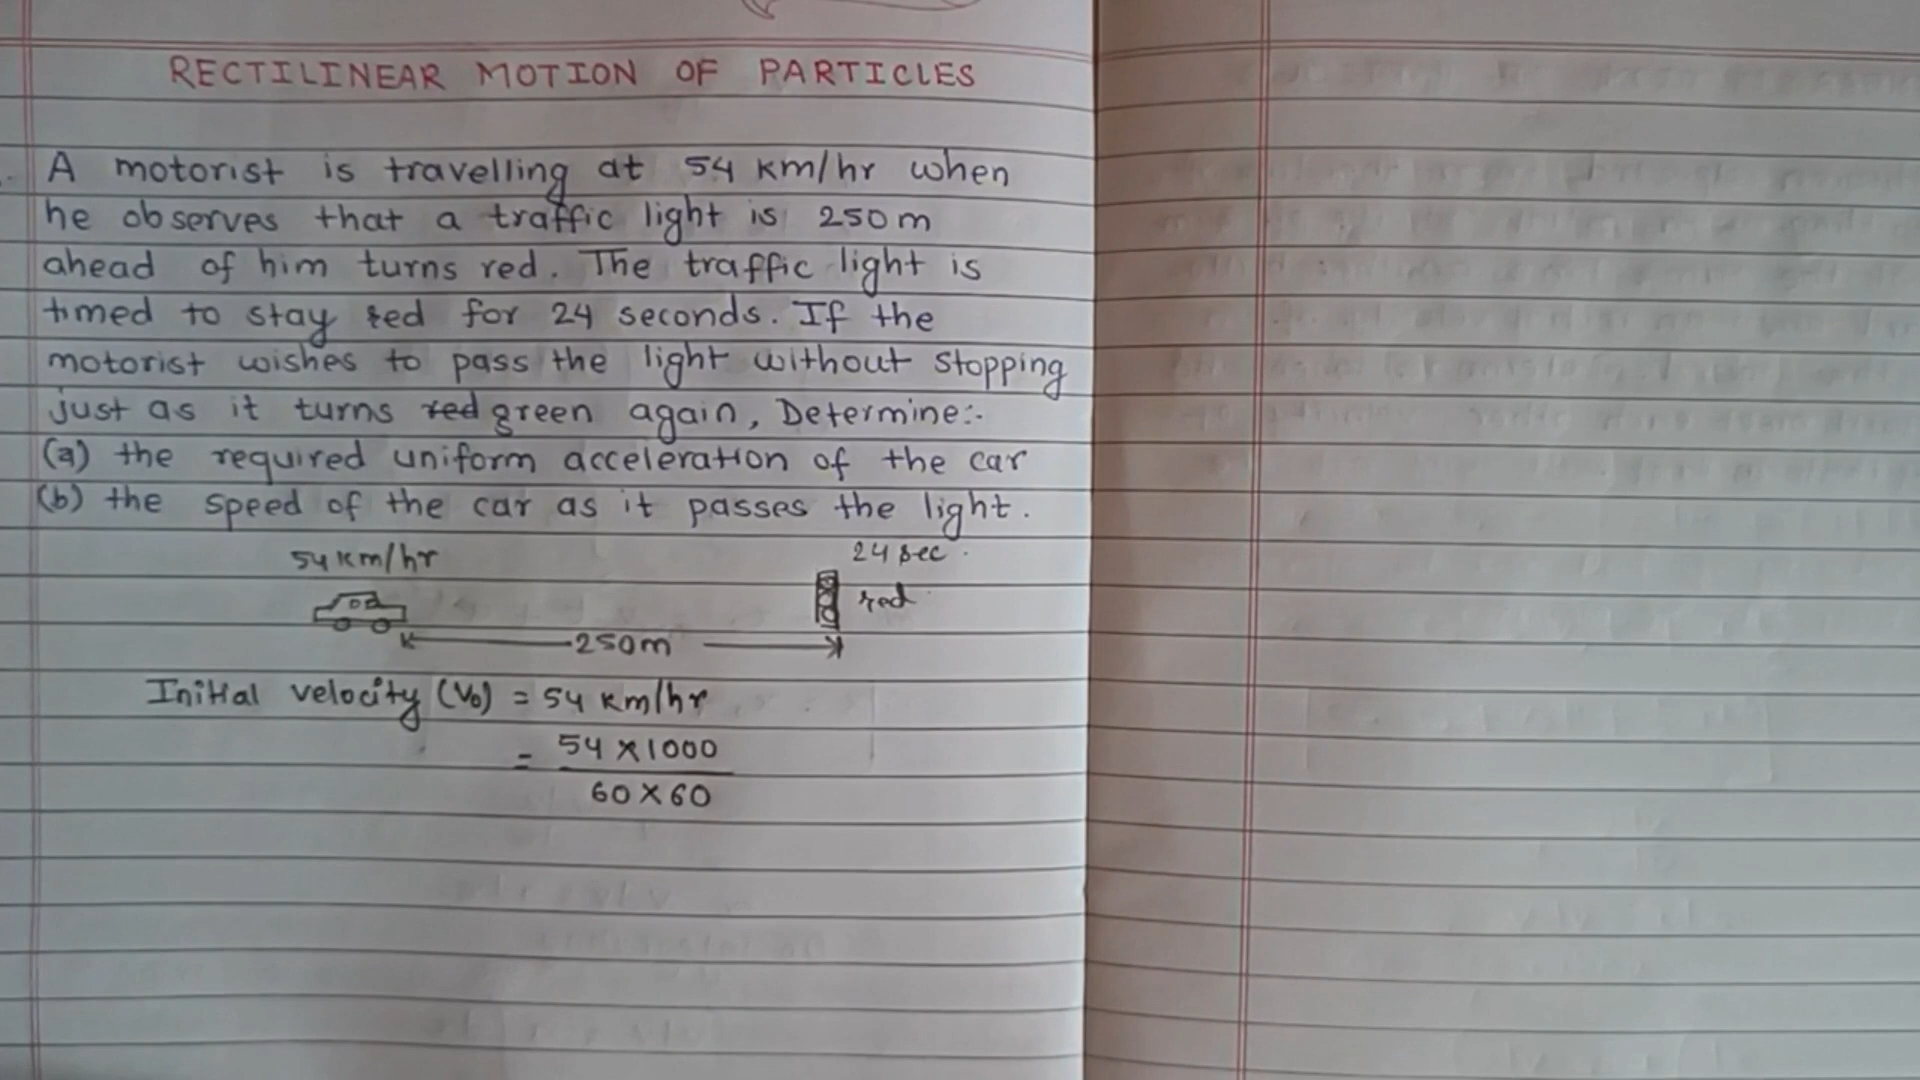 RECTILINEAR MOTION OF PARTICLES
A motorist is travelling at 54 km/hr when
he observes that a traffic light is 250m
ahead of him turns red. The traffic light is
timed to stay red for 24 seconds. If the
motorist wishes to pass the light without stopping
just as it turns red green again, Determine:-
(a) the required uniform acceleration of the car
(b) the speed of the car as it passes the light.
54 km/hr
24 sec
red
250m
Initial velocity (V0) = 54 km/hr
= 54 × 1000
60 × 60